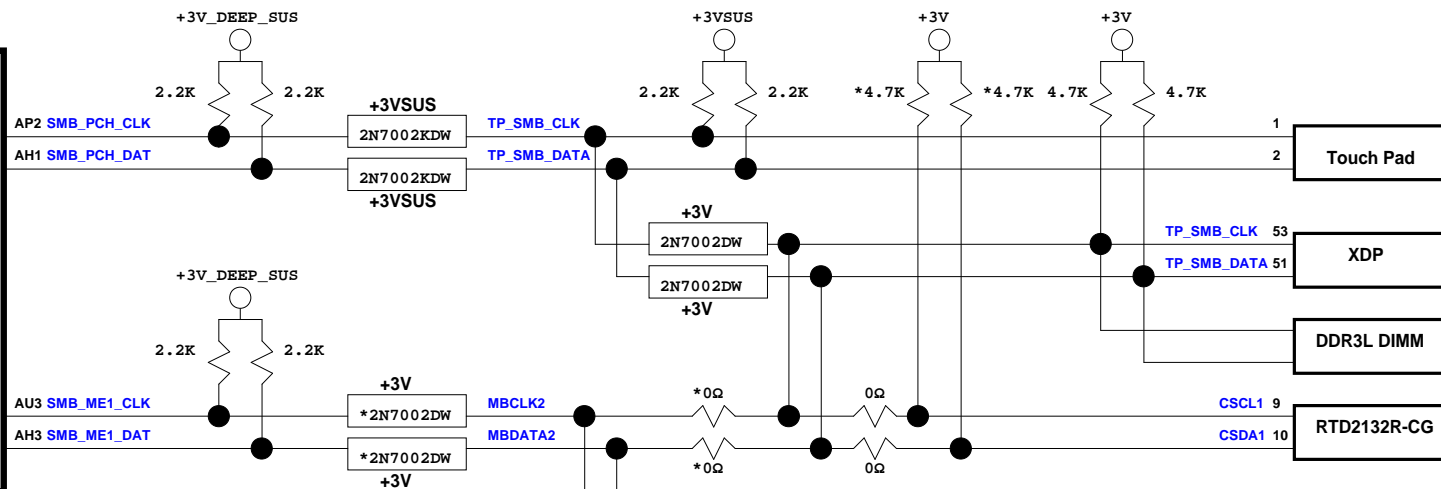 +3V_DEEP_SUS
+3VSUS
+3V
+3V
2.2K
2.2K
2.2K
2.2K
*4.7K
*4.7K
4.7K
4.7K
+3VSUS
AP2 SMB_PCH_CLK
2N7002KDW
TP_SMB_CLK
1
AH1 SMB_PCH_DAT
2N7002KDW
TP_SMB_DATA
2
Touch Pad
+3VSUS
+3V
2N7002DW
TP_SMB_CLK 53
XDP
2N7002DW
TP_SMB_DATA 51
+3V
+3V_DEEP_SUS
DDR3L DIMM
2.2K
2.2K
+3V
*0Ω
0Ω
AU3 SMB_ME1_CLK
*2N7002DW
MBCLK2
CSCL1 9
RTD2132R-CG
AH3 SMB_ME1_DAT
*2N7002DW
MBDATA2
CSDA1 10
*0Ω
0Ω
+3V